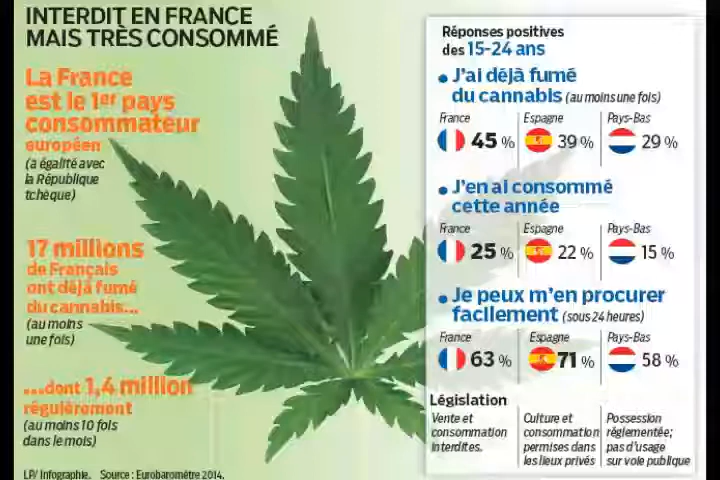 INTERDIT EN FRANCE
MAIS TRÈS CONSOMMÉ
La France
est le 1er pays
consommateur
européen
(à égalité avec
la République
tchèque)
17 millions
de Français
ont déjà fumé
du cannabis...
(au moins
une fois)
...dont 1,4 million
régulièrement
(au moins 10 fois
dans le mois)
LP/ Infographie. Source : Eurobaromètre 2014.
Réponses positives
des 15-24 ans
• J'ai déjà fumé
du cannabis (au moins une fois)
France Espagne Pays-Bas
45 % 39 % 29 %
• J'en ai consommé
cette année
France Espagne Pays-Bas
25 % 22 % 15 %
• Je peux m'en procurer
facilement (sous 24 heures)
France Espagne Pays-Bas
63 % 71 % 58 %
Législation
Vente et
consommation
interdites.
Culture et
consommation
permises dans
les lieux privés
Possession
réglementée;
pas d'usage
sur voie publique